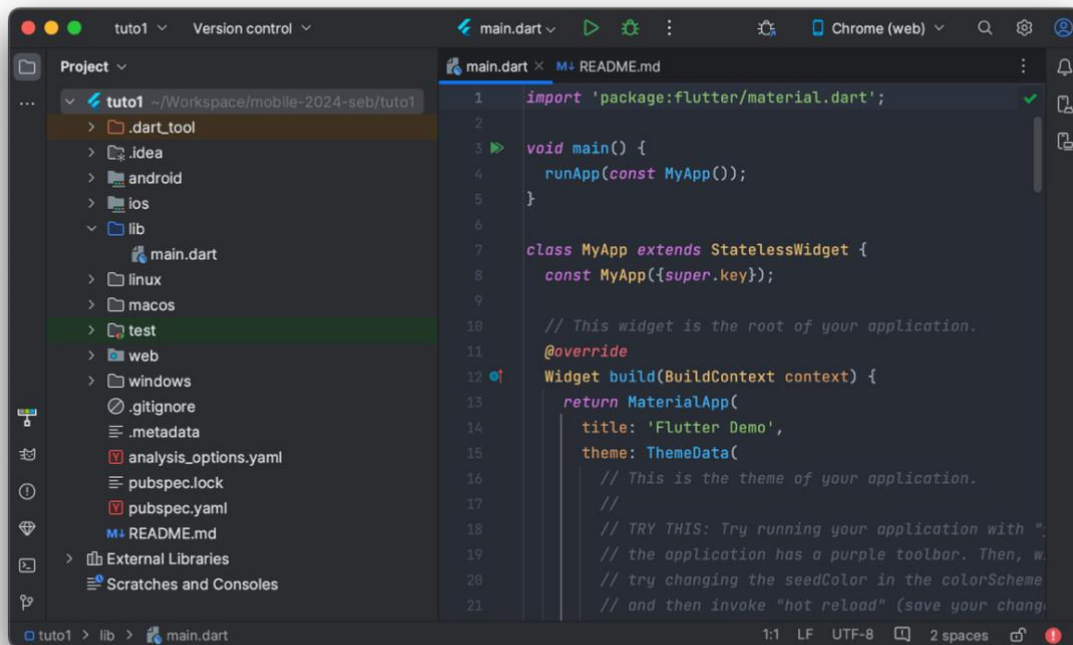 tuto1 Version control main.dart Chrome (web)
Project
tuto1 ~/Workspace/mobile-2024-seb/tuto1
.dart_tool
.idea
android
ios
lib
main.dart
linux
macos
test
web
windows
.gitignore
.metadata
analysis_options.yaml
pubspec.lock
pubspec.yaml
README.md
External Libraries
Scratches and Consoles
main.dart README.md
1 import 'package:flutter/material.dart';
2
3 void main() {
4 runApp(const MyApp());
5 }
6
7 class MyApp extends StatelessWidget {
8 const MyApp({super.key});
9
10 // This widget is the root of your application.
11 @override
12 Widget build(BuildContext context) {
13 return MaterialApp(
14 title: 'Flutter Demo',
15 theme: ThemeData(
16 // This is the theme of your application.
17 //
18 // TRY THIS: Try running your application with "
19 // the application has a purple toolbar. Then, w
20 // try changing the seedColor in the colorScheme
21 // and then invoke "hot reload" (save your chang
tuto1 > lib > main.dart 1:1 LF UTF-8 2 spaces